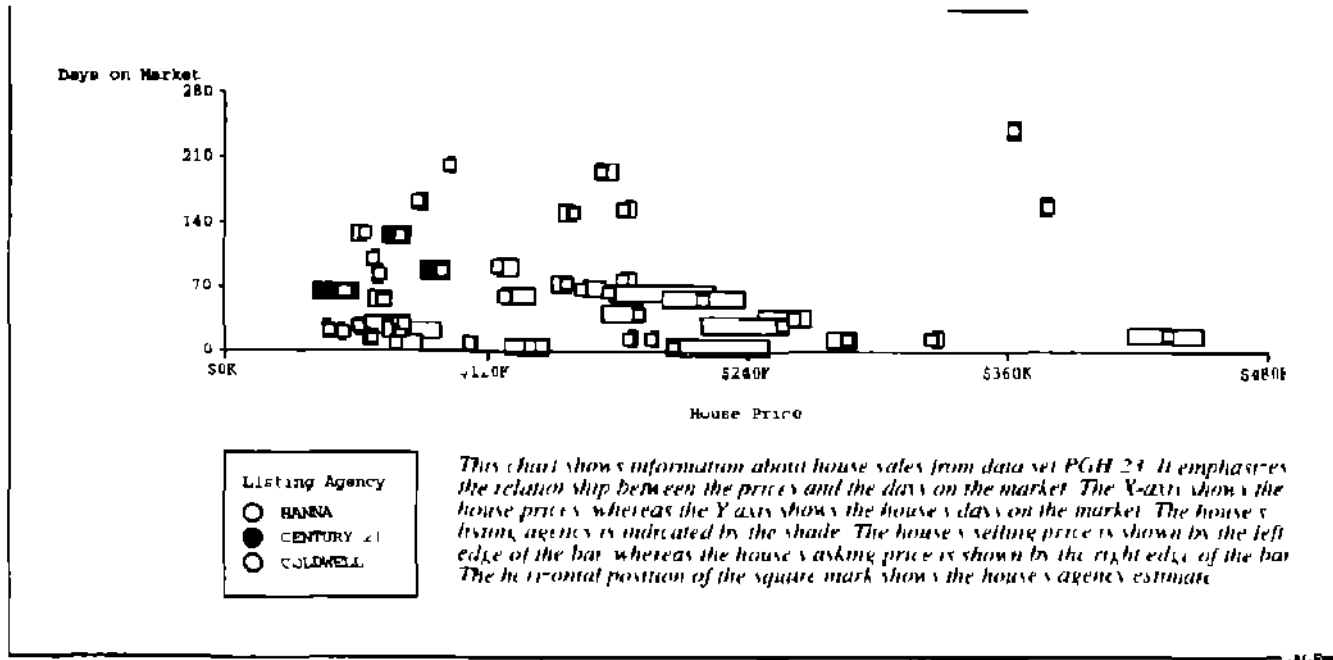 Days on Market
280
210
140
70
0
$0K
$120K
$240K
$360K
$480K
House Price
Listing Agency
HANNA
CENTURY 21
COLDWELL
This chart shows information about house sales from data set PGH 23. It emphasizes
the relationship between the prices and the days on the market. The X-axis shows the
house prices, whereas the Y axis shows the house's days on the market. The house's
listing agency is indicated by the shade. The house's selling price is shown by the left
edge of the bar, whereas the house's asking price is shown by the right edge of the bar.
The horizontal position of the square mark shows the house's agency estimate.